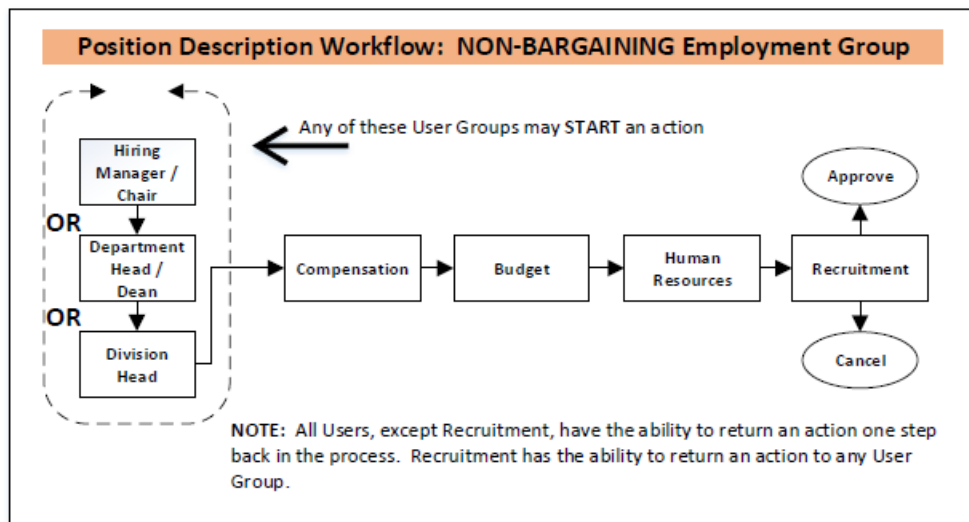 Position Description Workflow:  NON-BARGAINING Employment Group
Any of these User Groups may START an action
Hiring
Manager /
Chair
OR
Department
Head /
Dean
OR
Division
Head
Compensation
Budget
Human
Resources
Recruitment
Approve
Cancel
NOTE:  All Users, except Recruitment, have the ability to return an action one step
back in the process.  Recruitment has the ability to return an action to any User
Group.